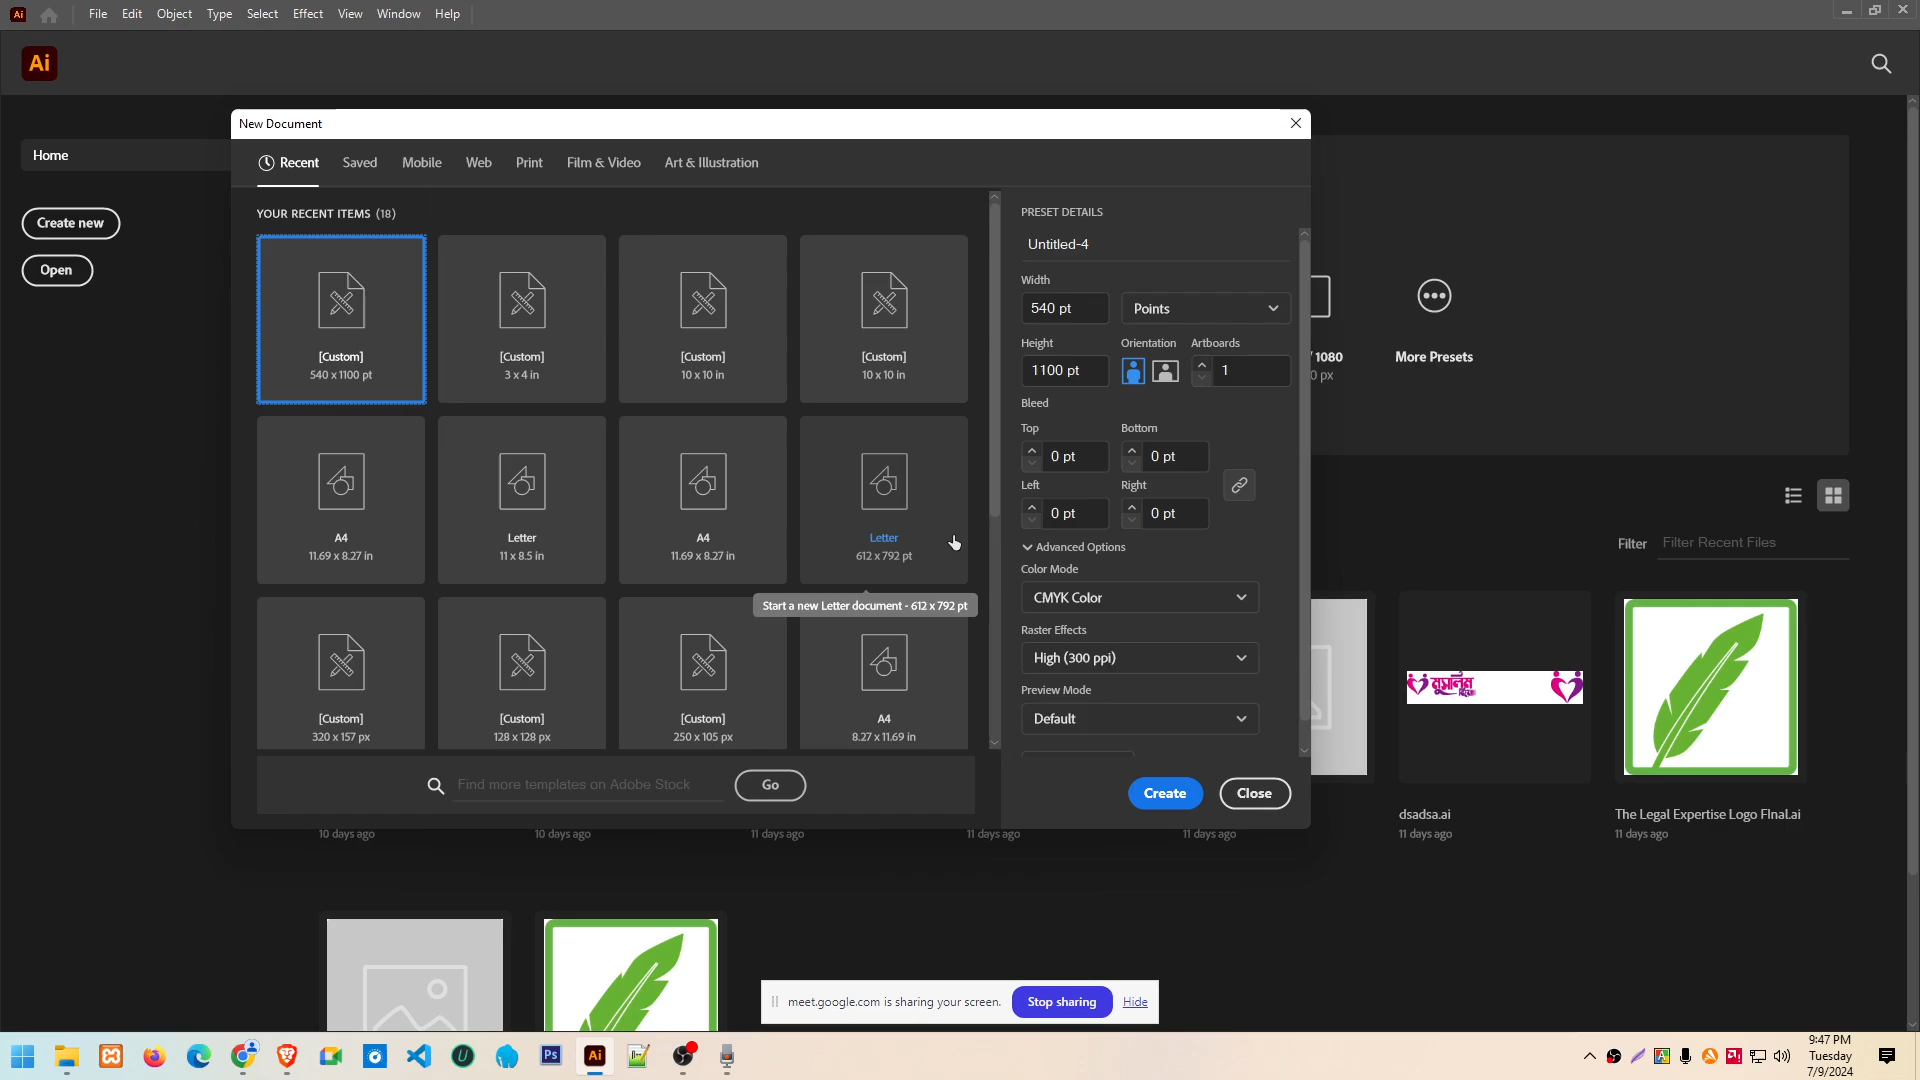 Ai
File Edit Object Type Select Effect View Window Help
Ai
New Document
Home
Recent Saved Mobile Web Print Film & Video Art & Illustration
Create new
Open
YOUR RECENT ITEMS (18)
[Custom] [Custom] [Custom] [Custom]
540 x 1100 pt 3 x 4 in 10 x 10 in 10 x 10 in
A4 Letter A4 Letter
11.69 x 8.27 in 11 x 8.5 in 11.69 x 8.27 in 612 x 792 pt
Start a new Letter document - 612 x 792 pt
[Custom] [Custom] [Custom] A4
320 x 157 px 128 x 128 px 250 x 105 px 8.27 x 11.69 in
Find more templates on Adobe Stock Go
PRESET DETAILS
Untitled-4
Width
540 pt Points
Height Orientation Artboards
1100 pt 1
Bleed
Top Bottom
0 pt 0 pt
Left Right
0 pt 0 pt
Advanced Options
Color Mode
CMYK Color
Raster Effects
High (300 ppi)
Preview Mode
Default
Create Close
/ 1080 More Presets
0 px
Filter Filter Recent Files
মুসলিম
dsadsa.ai The Legal Expertise Logo FInal.ai
10 days ago 10 days ago 11 days ago 11 days ago 11 days ago 11 days ago 11 days ago
meet.google.com is sharing your screen. Stop sharing Hide
Ps Ai
9:47 PM
Tuesday
7/9/2024